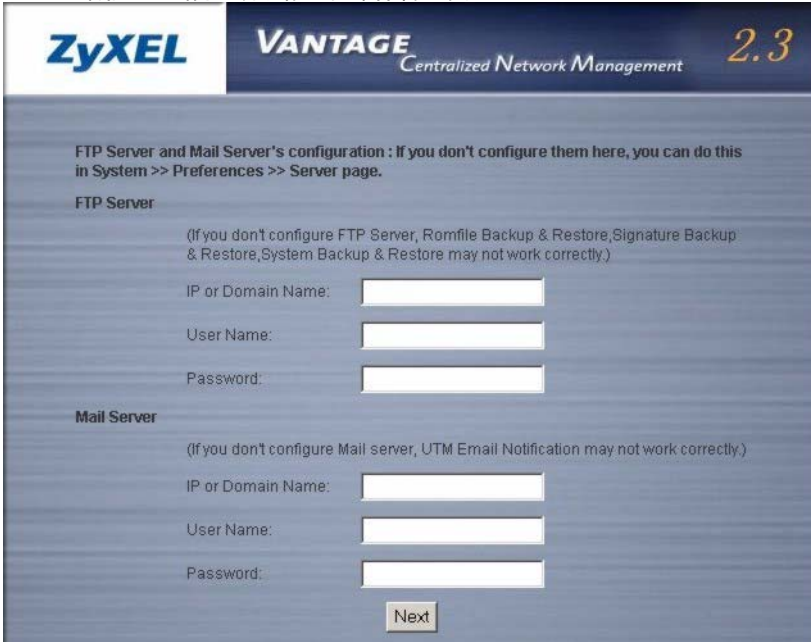 ZyXEL
VANTAGE
Centralized Network Management
2.3
FTP Server and Mail Server's configuration : If you don't configure them here, you can do this
in System >> Preferences >> Server page.
FTP Server
(If you don't configure FTP Server, Romfile Backup & Restore,Signature Backup
& Restore,System Backup & Restore may not work correctly.)
IP or Domain Name:
User Name:
Password:
Mail Server
(If you don't configure Mail server, UTM Email Notification may not work correctly.)
IP or Domain Name:
User Name:
Password:
Next